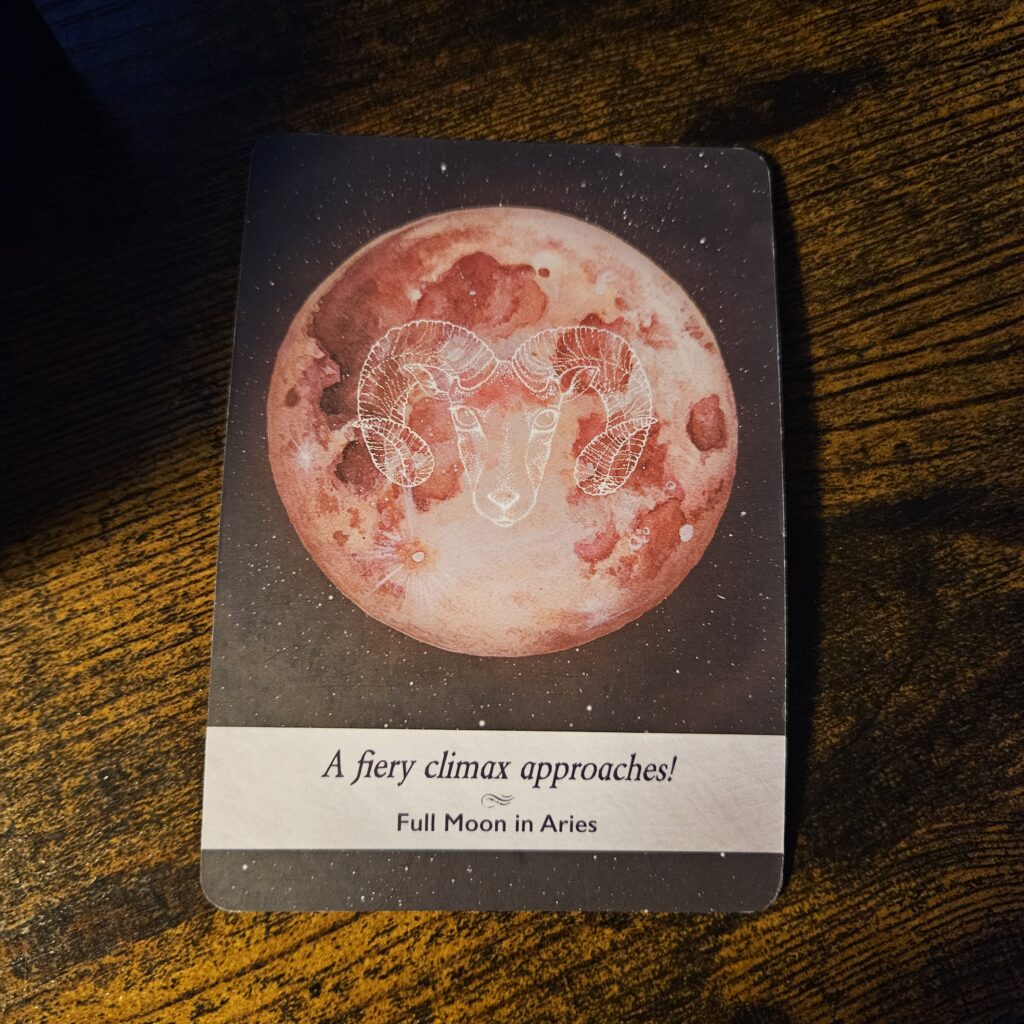 A fiery climax approaches!
Full Moon in Aries